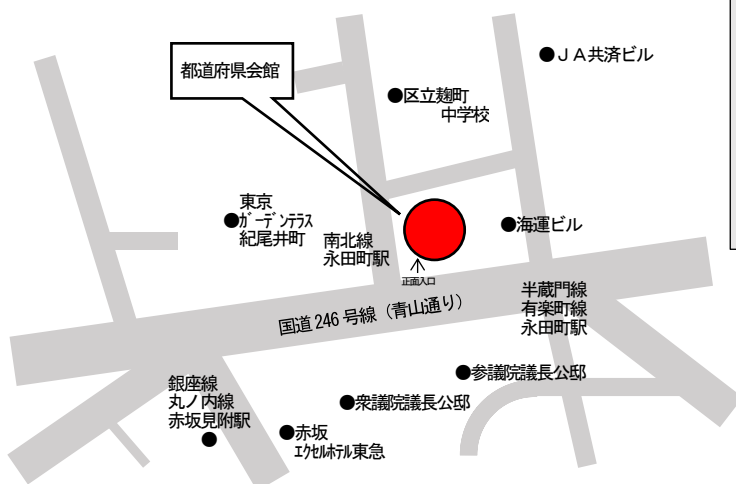 ●ＪＡ共済ビル
都道府県会館
●区立麹町
中学校
東京
●ｶﾞｰﾃﾞﾝﾃﾗｽ
紀尾井町
南北線
永田町駅
●海運ビル
正面入口
国道246号線（青山通り）
半蔵門線
有楽町線
永田町駅
●参議院議長公邸
銀座線
丸ノ内線
赤坂見附駅
●衆議院議長公邸
●赤坂
ｴｸｾﾙﾎﾃﾙ東急